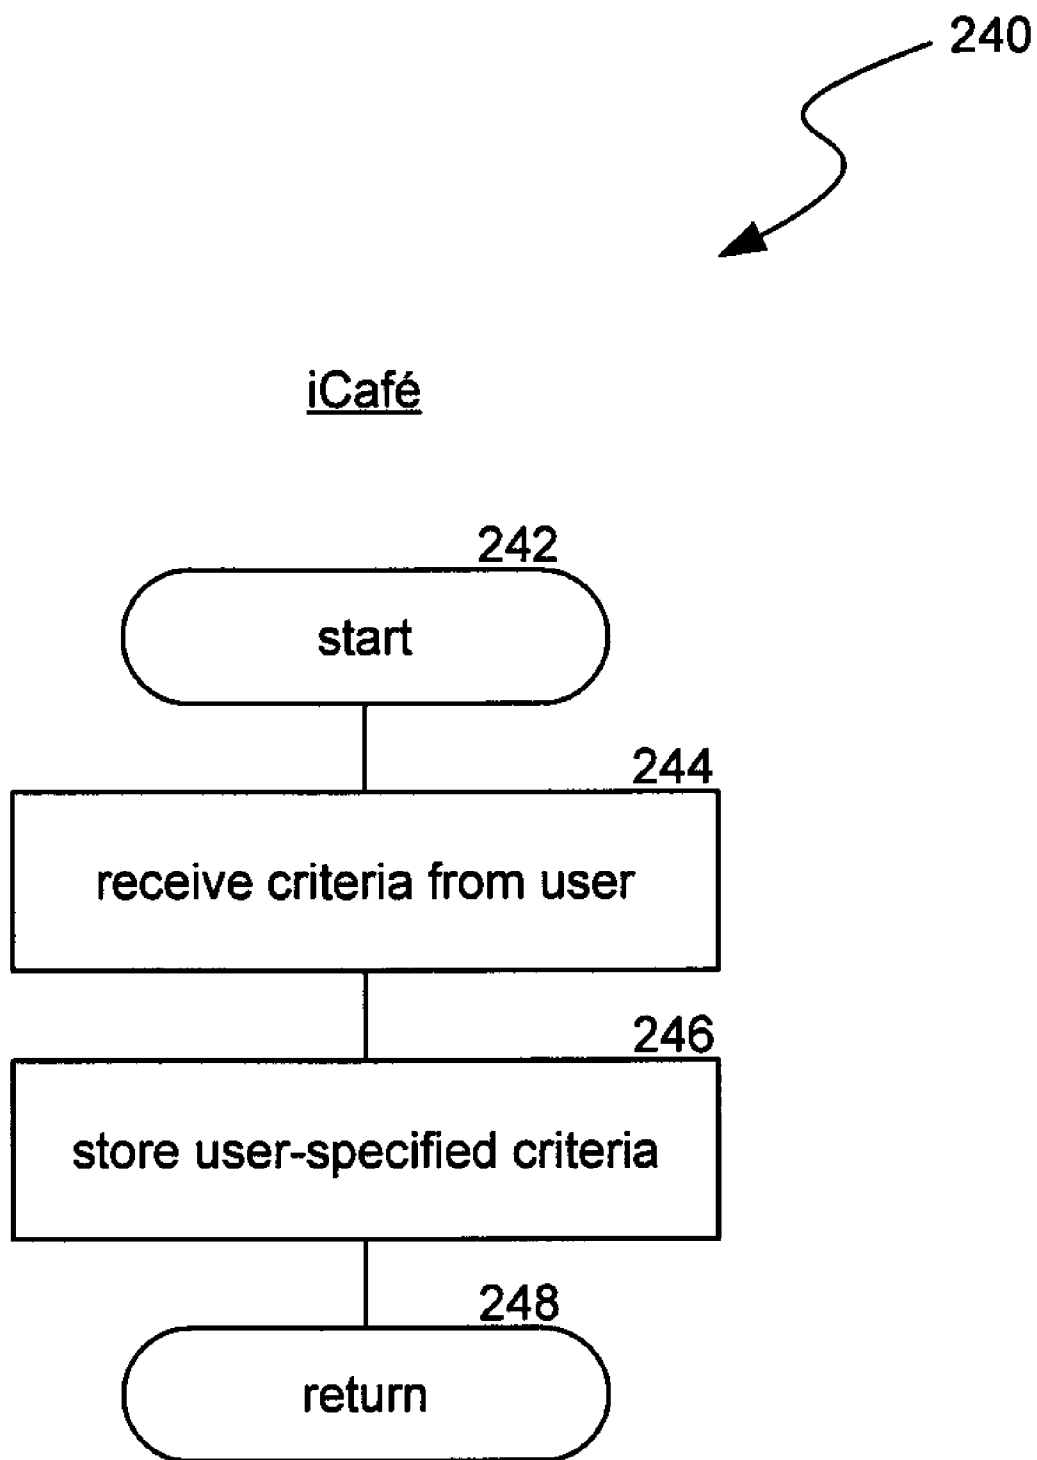 240
iCafé
242
start
244
receive criteria from user
246
store user-specified criteria
248
return